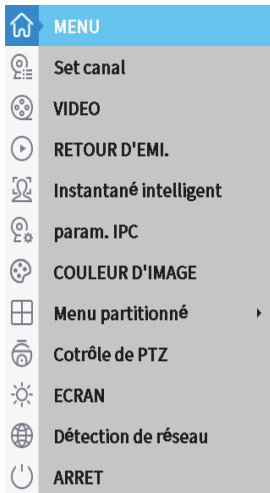 MENU
Set canal
VIDEO
RETOUR D'EMI.
Instantané intelligent
param. IPC
COULEUR D'IMAGE
Menu partitionné
Cotrôle de PTZ
ECRAN
Détection de réseau
ARRET